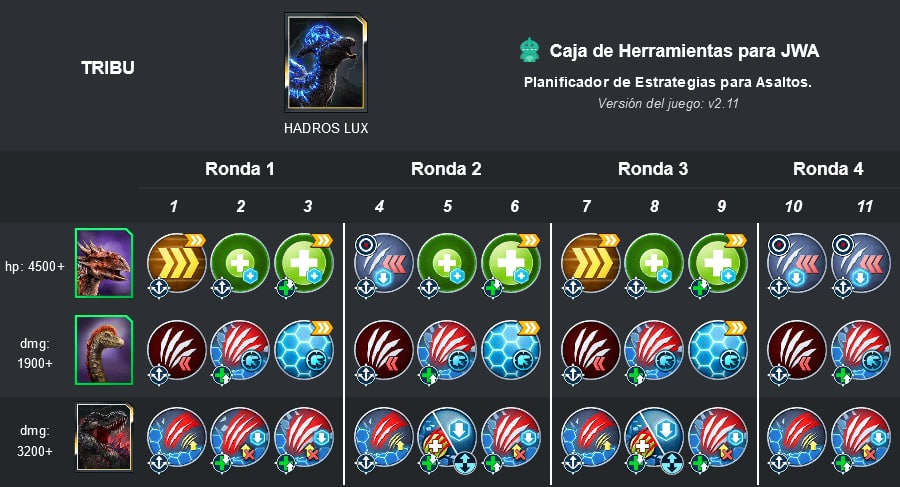 TRIBU
HADROS LUX
Caja de Herramientas para JWA
Planificador de Estrategias para Asaltos.
Versión del juego: v2.11
Ronda 1 Ronda 2 Ronda 3 Ronda 4
1 2 3 4 5 6 7 8 9 10 11
hp: 4500+
dmg:
1900+
dmg:
3200+